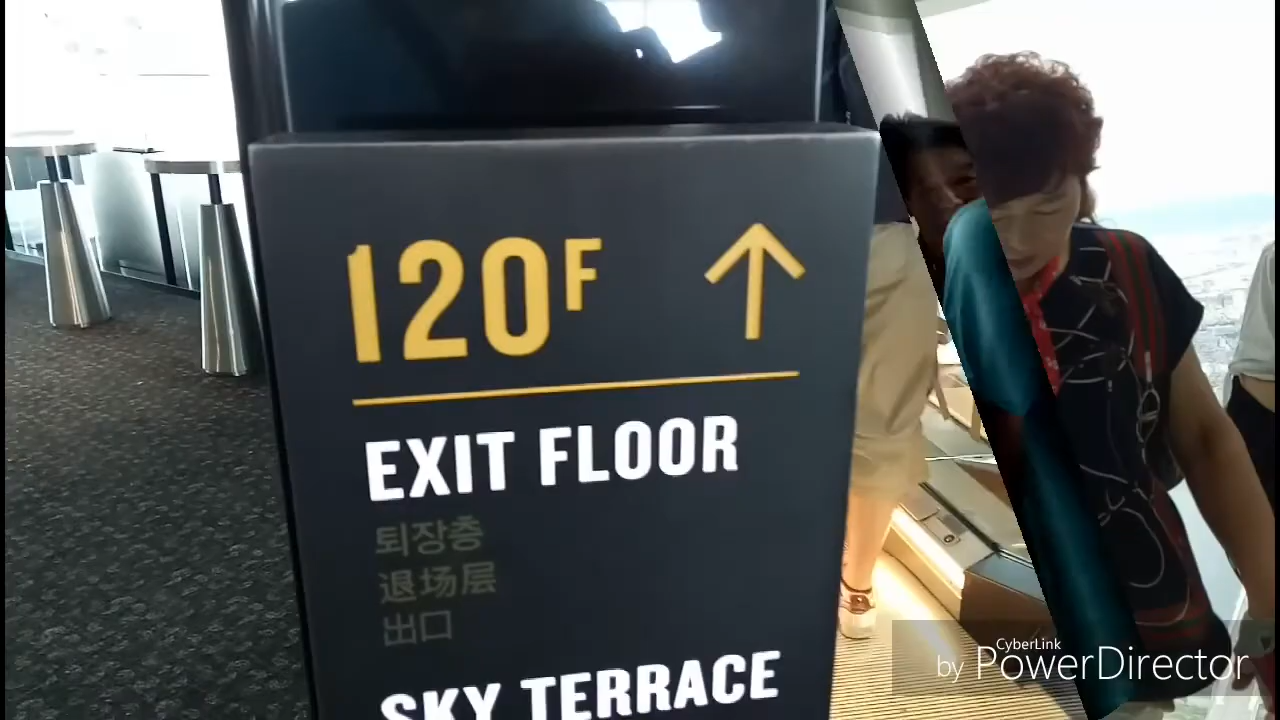 120F ↑
EXIT FLOOR
퇴장층
退场层
出口
SKY TERRACE
CyberLink
by PowerDirector